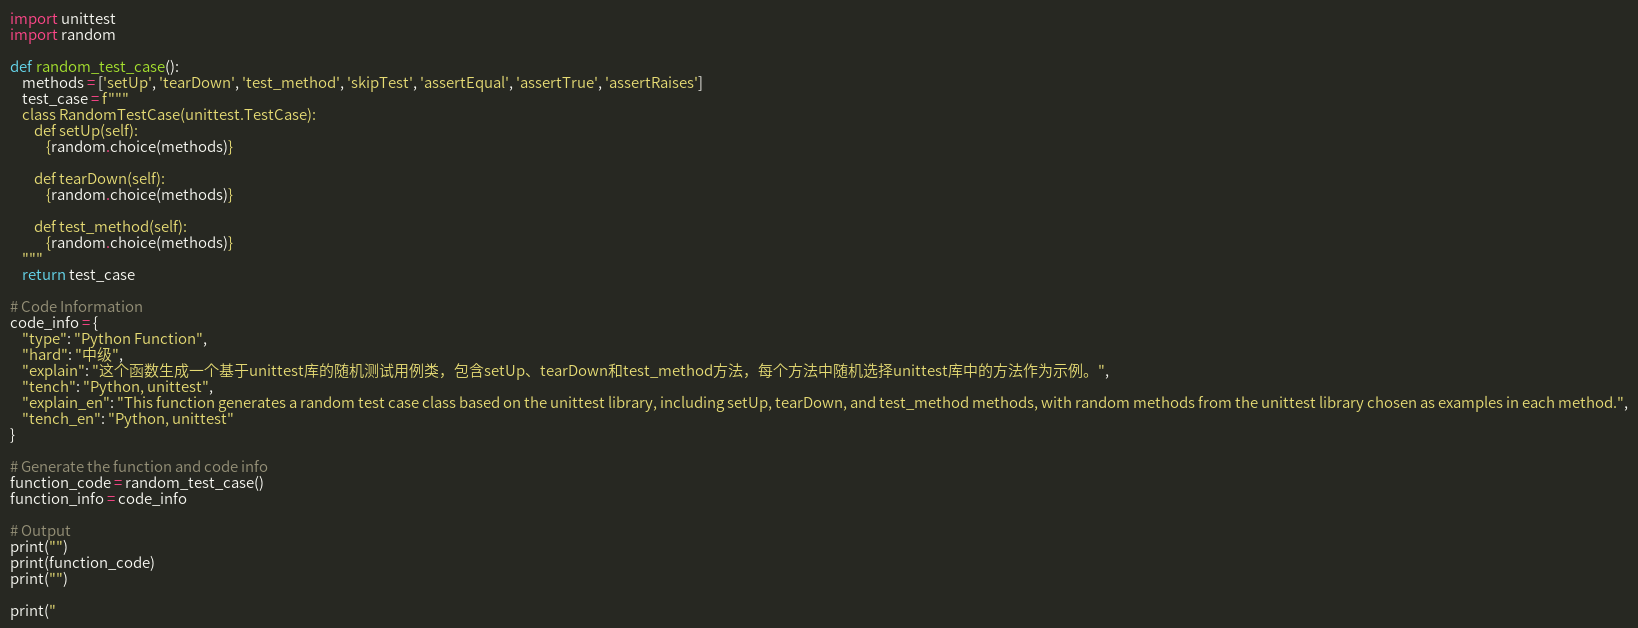 import unittest
import random

def random_test_case():
    methods = ['setUp', 'tearDown', 'test_method', 'skipTest', 'assertEqual', 'assertTrue', 'assertRaises']
    test_case = f"""
    class RandomTestCase(unittest.TestCase):
        def setUp(self):
            {random.choice(methods)}

        def tearDown(self):
            {random.choice(methods)}

        def test_method(self):
            {random.choice(methods)}
    """
    return test_case

# Code Information
code_info = {
    "type": "Python Function",
    "hard": "中级",
    "explain": "这个函数生成一个基于unittest库的随机测试用例类，包含setUp、tearDown和test_method方法，每个方法中随机选择unittest库中的方法作为示例。",
    "tench": "Python, unittest",
    "explain_en": "This function generates a random test case class based on the unittest library, including setUp, tearDown, and test_method methods, with random methods from the unittest library chosen as examples in each method.",
    "tench_en": "Python, unittest"
}

# Generate the function and code info
function_code = random_test_case()
function_info = code_info

# Output
print("")
print(function_code)
print("")

print("